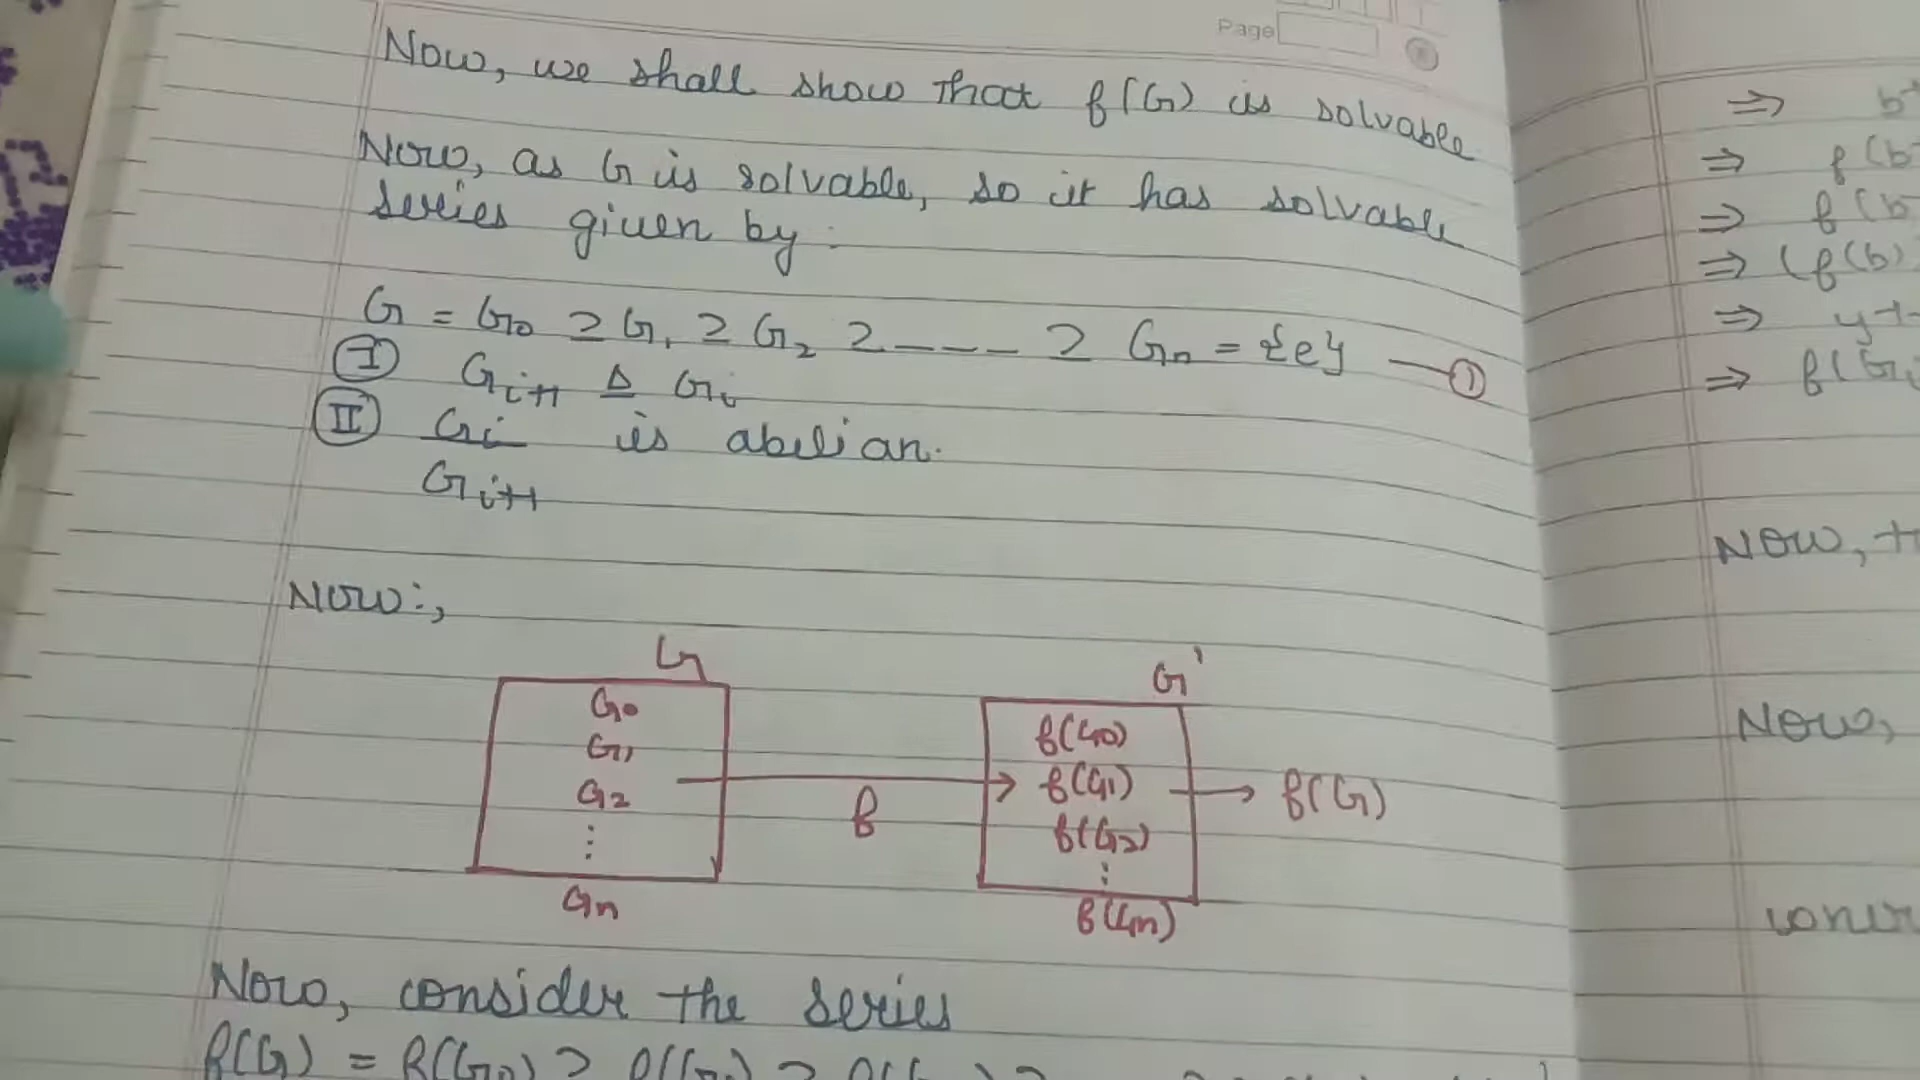 Page
Now, we shall show that f(G) is solvable
Now, as G is solvable, so it has solvable
series given by
G = G₀ ⊇ G₁ ⊇ G₂ ⊇ ---- ⊇ Gₙ = {e} — ①
Ⓘ Gᵢ₊₁ ⊴ Gᵢ
Ⅱ Gᵢ is abelian.
Gᵢ₊₁
Now:,
G
G₀
G₁
G₂
⋮
Gₙ
f
G'
f(G₀)
f(G₁) → f(G)
f(G₂)
⋮
f(Gₙ)
Now, consider the series
f(G) = f(G₀) ⊇
⇒ b
⇒ f(b
⇒ f(b
⇒ (f(b)
⇒ y
⇒ f(G
Now,
Now,